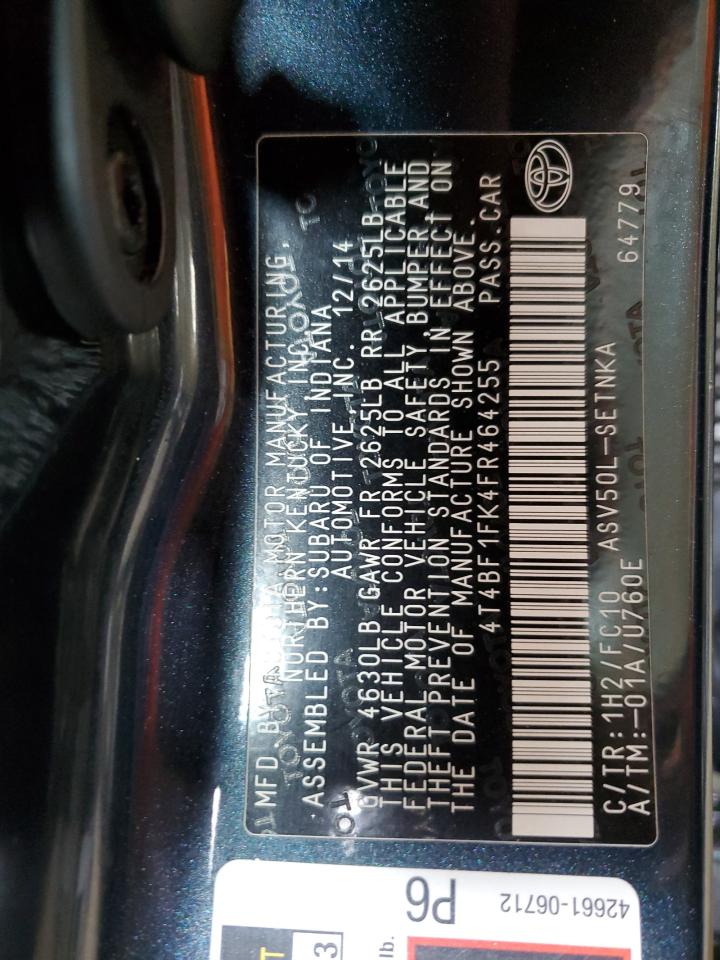 MFD BY:TOYOTA MOTOR MANUFACTURING,
NORTHERN KENTUCKY INC.
ASSEMBLED BY:SUBARU OF INDIANA
AUTOMOTIVE,INC. 12/14
GVWR 4630LB GAWR FR 2625LB RR 2625LB
THIS VEHICLE CONFORMS TO ALL APPLICABLE
FEDERAL MOTOR VEHICLE SAFETY, BUMPER AND
THEFT PREVENTION STANDARDS IN EFFECT ON
THE DATE OF MANUFACTURE SHOWN ABOVE.
4T4BF1FK4FR464255 PASS.CAR
C/TR:1H2/FC10 ASV50L-SETNKA 64779
A/TM:-01A/U760E
42661-06712
P6
lb.
3